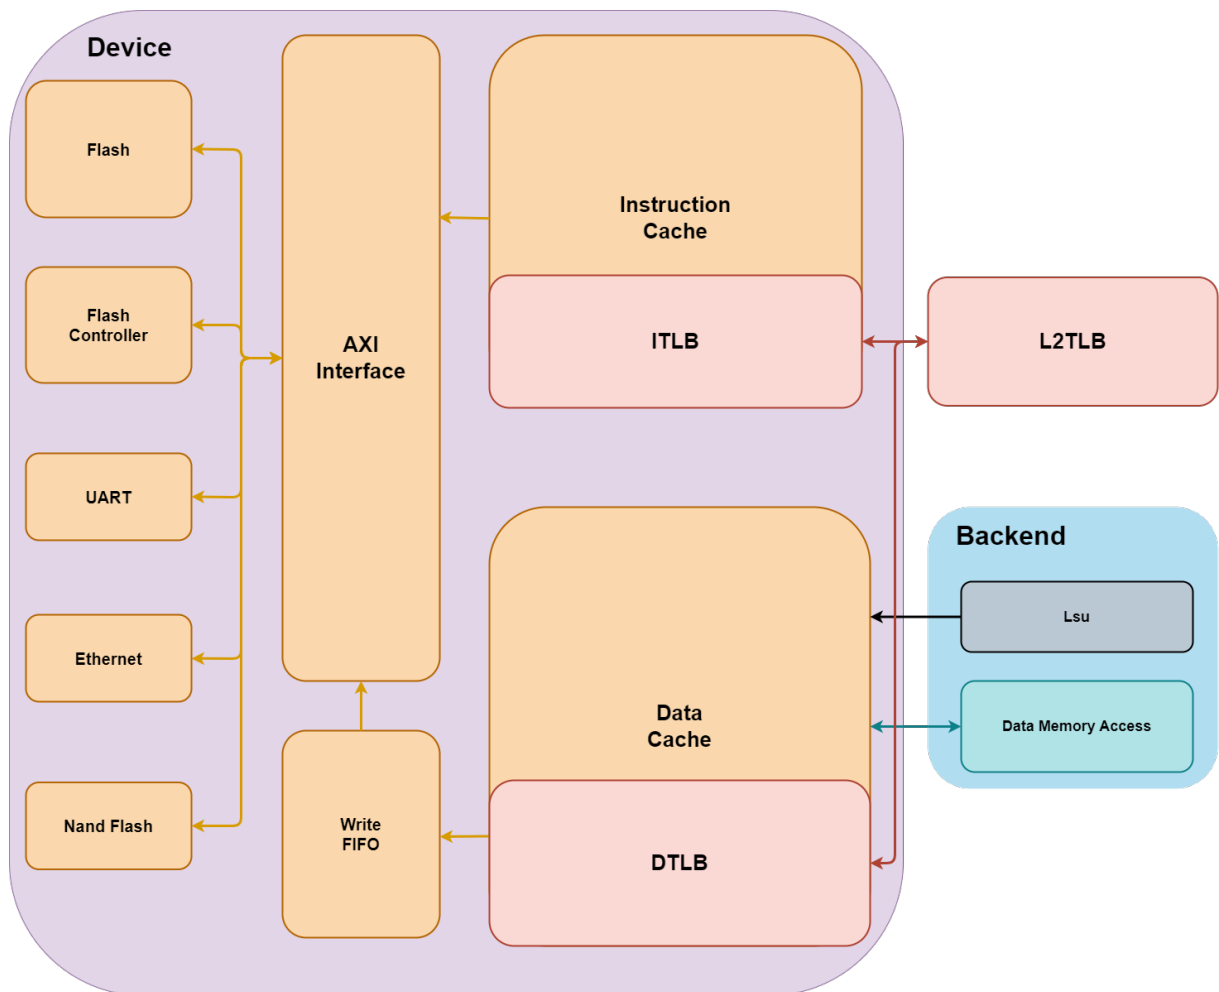 Device
Flash
Flash
Controller
UART
Ethernet
Nand Flash
AXI
Interface
Write
FIFO
Instruction
Cache
ITLB
Data
Cache
DTLB
L2TLB
Backend
Lsu
Data Memory Access